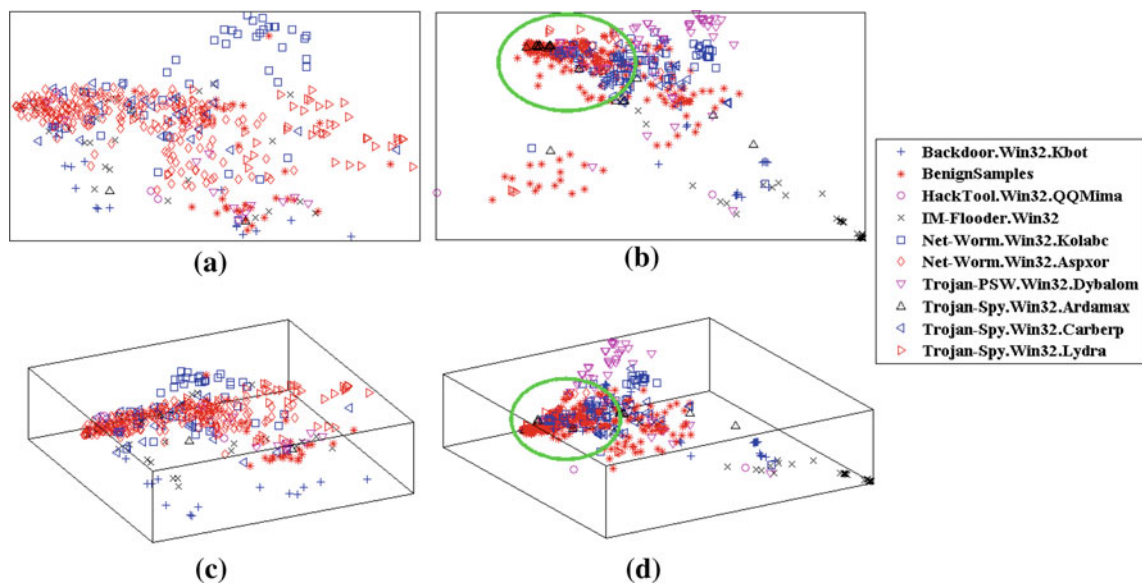 (a)
(b)
Backdoor.Win32.Kbot
BenignSamples
HackTool.Win32.QQMima
IM-Flooder.Win32
Net-Worm.Win32.Kolabc
Net-Worm.Win32.Aspxor
Trojan-PSW.Win32.Dybalom
Trojan-Spy.Win32.Ardamax
Trojan-Spy.Win32.Carberp
Trojan-Spy.Win32.Lydra
(c)
(d)